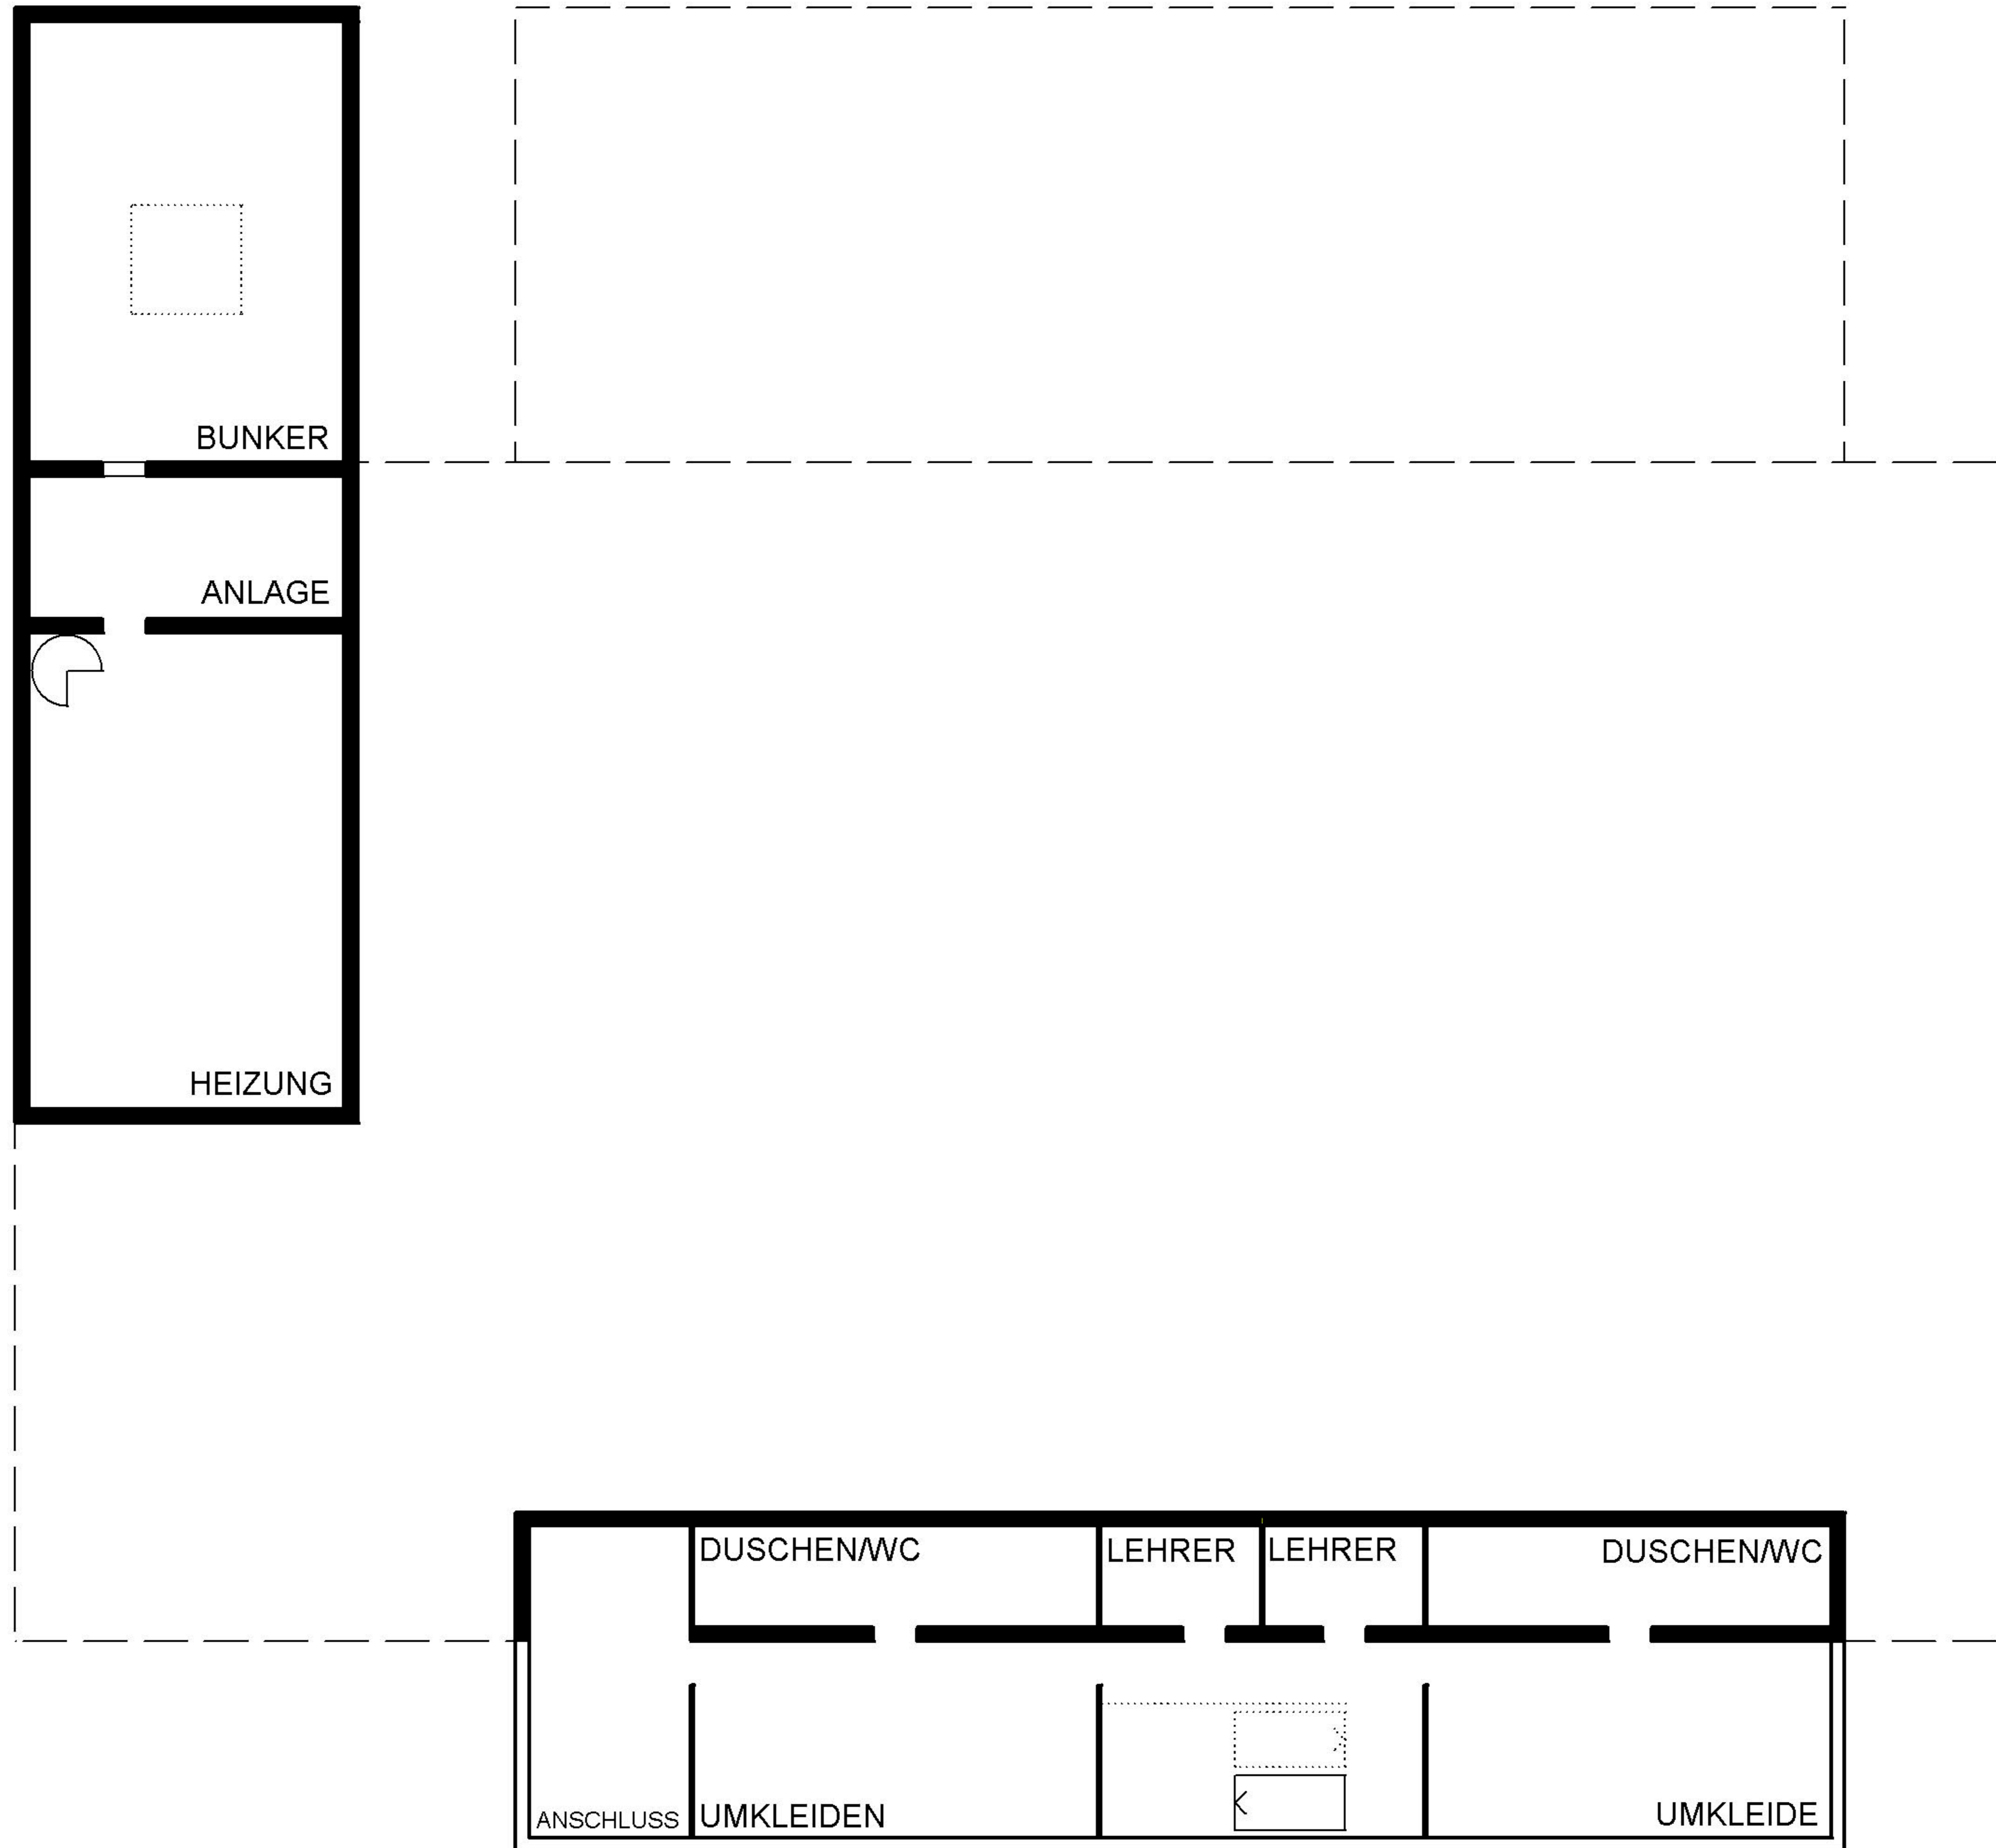 BUNKER
ANLAGE
HEIZUNG
DUSCHEN/WC
LEHRER
LEHRER
DUSCHEN/WC
ANSCHLUSS
UMKLEIDEN
UMKLEIDE